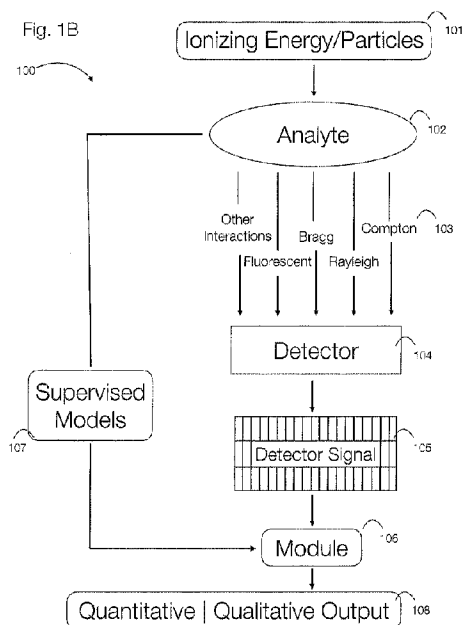 Fig. 1B
Ionizing Energy/Particles
101
100
Analyte
102
Other
Interactions
Fluorescent
Bragg
Rayleigh
Compton
103
Detector
104
Supervised
Models
107
Detector Signal
105
Module
106
Quantitative | Qualitative Output
108